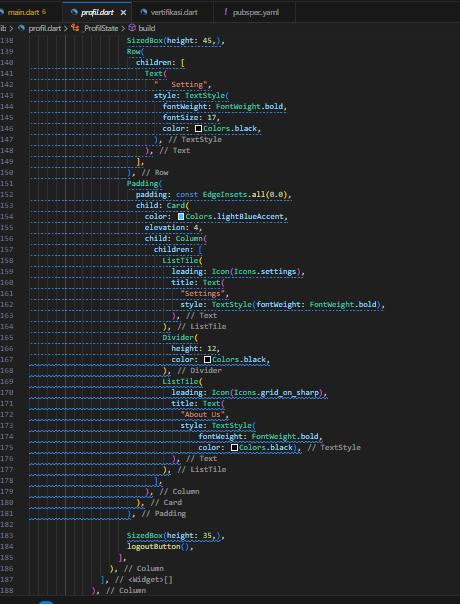 main.dart 6
profil.dart
vertifikasi.dart
! pubspec.yaml
ib > profil.dart > _ProfilState > build
138 SizedBox(height: 45,),
139 Row(
140 children: [
141 Text(
142 "   Setting",
143 style: TextStyle(
144 fontWeight: FontWeight.bold,
145 fontSize: 17,
146 color: Colors.black,
147 ), // TextStyle
148 ), // Text
149 ],
150 ), // Row
151 Padding(
152 padding: const EdgeInsets.all(0.0),
153 child: Card(
154 color: Colors.lightBlueAccent,
155 elevation: 4,
156 child: Column(
157 children: [
158 ListTile(
159 leading: Icon(Icons.settings),
160 title: Text(
161 "Settings",
162 style: TextStyle(fontWeight: FontWeight.bold),
163 ), // Text
164 ), // ListTile
165 Divider(
166 height: 12,
167 color: Colors.black,
168 ), // Divider
169 ListTile(
170 leading: Icon(Icons.grid_on_sharp),
171 title: Text(
172 "About Us",
173 style: TextStyle(
174 fontWeight: FontWeight.bold,
175 color: Colors.black), // TextStyle
176 ), // Text
177 ), // ListTile
178 ],
179 ), // Column
180 ), // Card
181 ), // Padding
182
183 SizedBox(height: 35,),
184 logoutButton(),
185 ],
186 ), // Column
187 ], // <Widget>[]
188 ), // Column